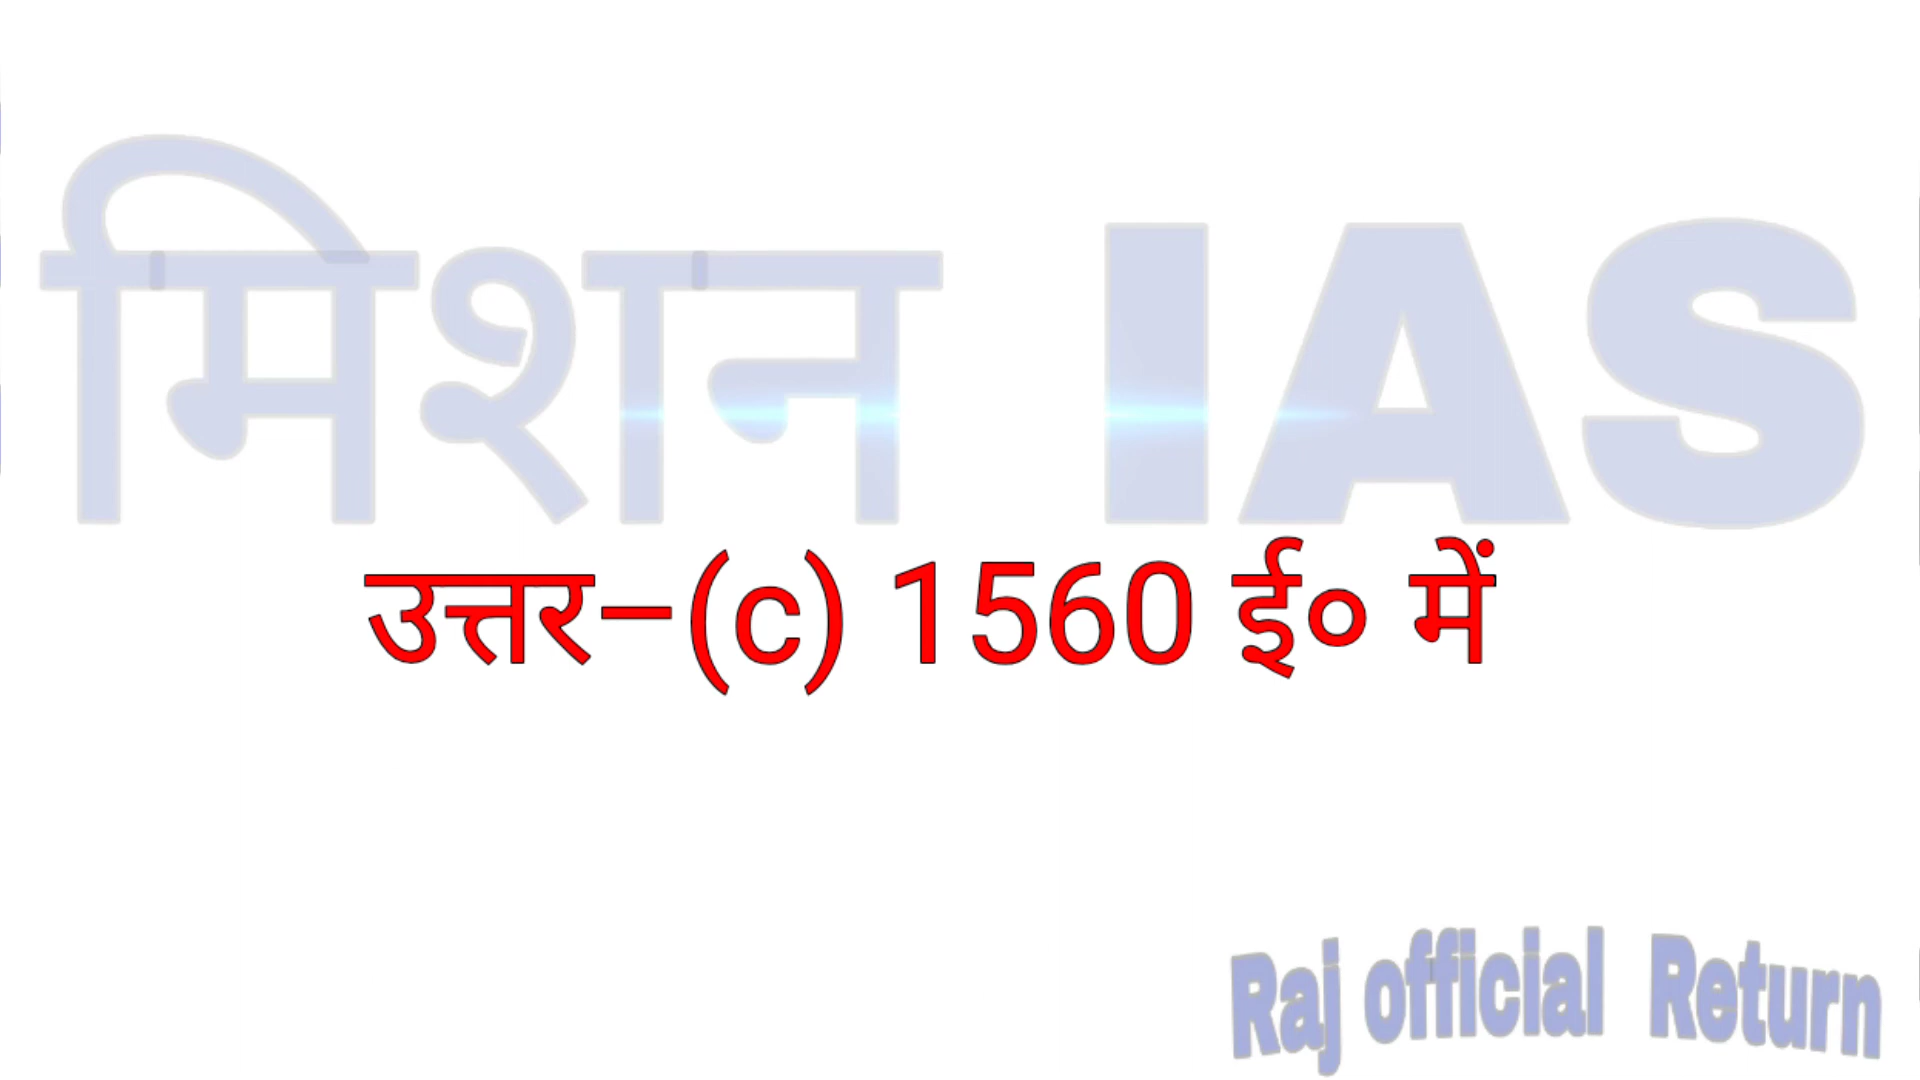 मिशन IAS
उत्तर–(c) 1560 ई० में
Raj official Return